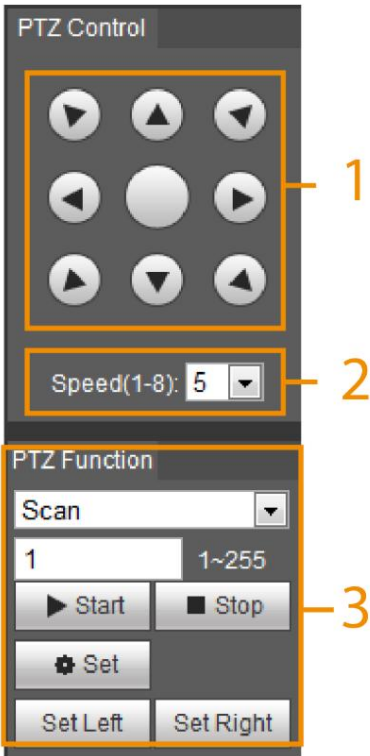 PTZ Control
1
Speed(1-8): 5
2
PTZ Function
Scan
1 1~255
Start Stop
3
Set
Set Left Set Right